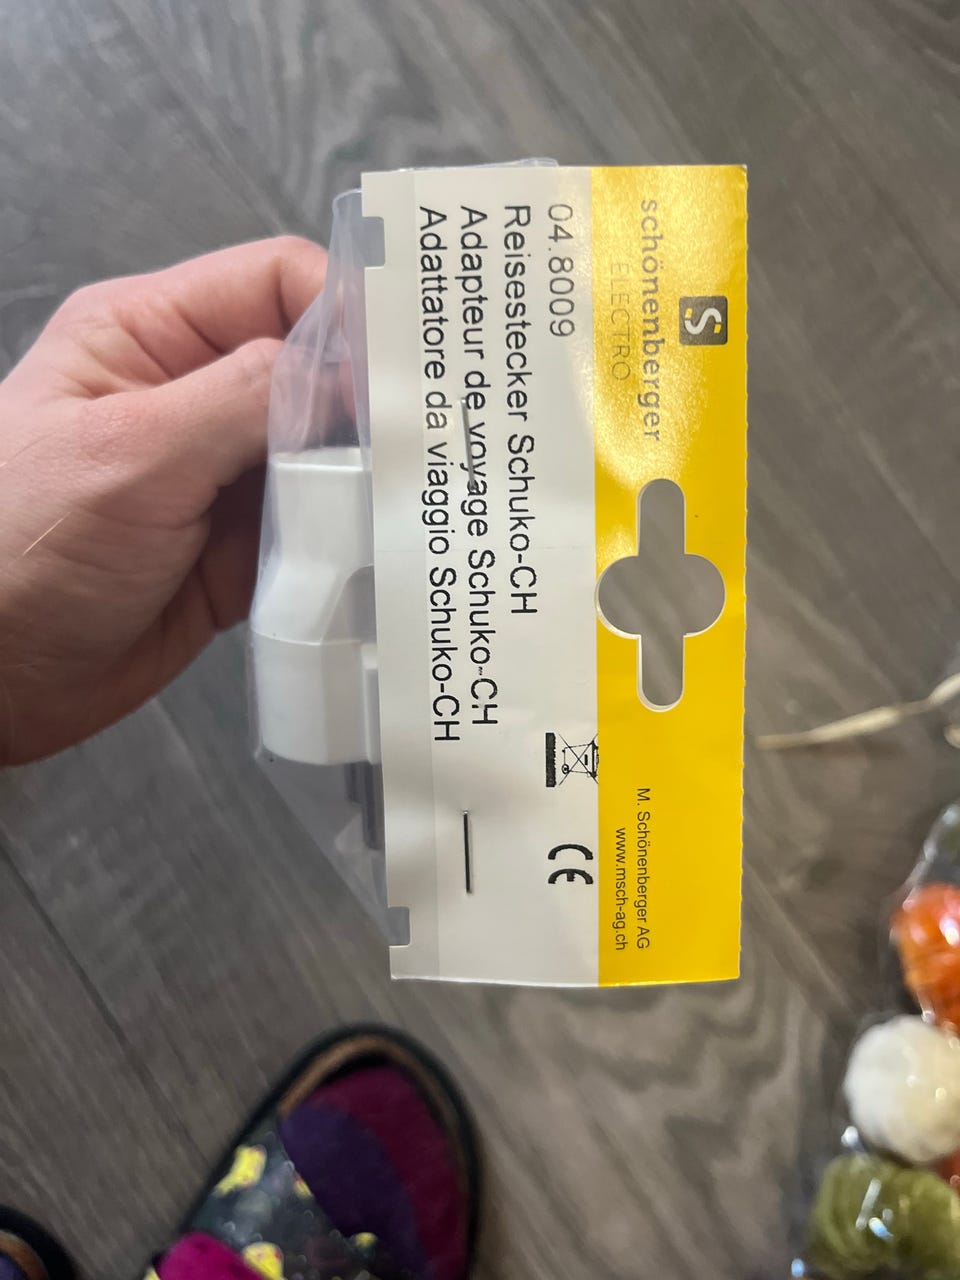 S
schönenberger
ELECTRO
M. Schönenberger AG
www.msch-ag.ch
04.8009
CE
Reisestecker Schuko-CH
Adapteur de voyage Schuko-CH
Adattatore da viaggio Schuko-CH